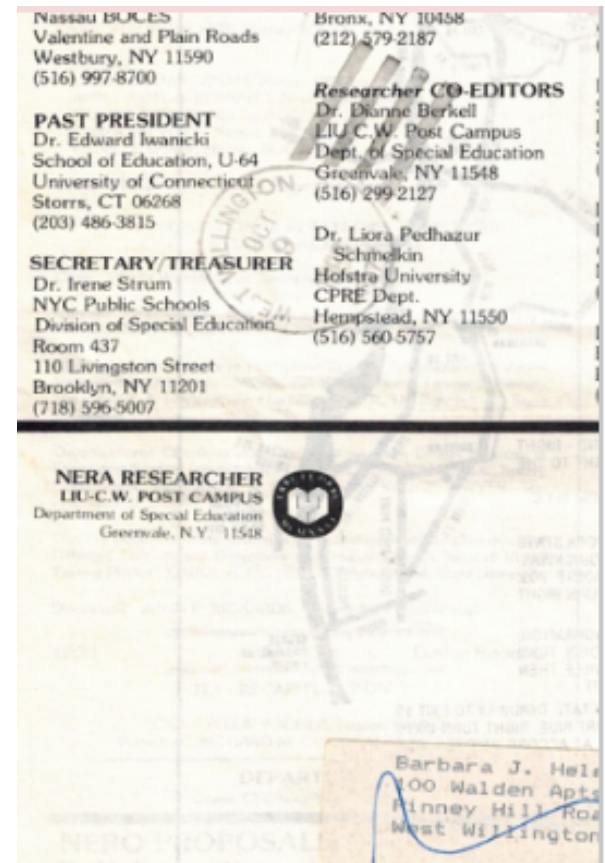 Nassau BOCES
Valentine and Plain Roads
Westbury, NY 11590
(516) 997-8700
PAST PRESIDENT
Dr. Edward Iwanicki
School of Education, U-64
University of Connecticut
Storrs, CT 06268
(203) 486-3815
SECRETARY/TREASURER
Dr. Irene Strum
NYC Public Schools
Division of Special Education
Room 437
110 Livingston Street
Brooklyn, NY 11201
(718) 596-5007
Bronx, NY 10458
(212) 579-2187
Researcher CO-EDITORS
Dr. Dianne Berkell
LIU C.W. Post Campus
Dept. of Special Education
Greenvale, NY 11548
(516) 299-2127
Dr. Liora Pedhazur
Schmelkin
Hofstra University
CPRE Dept.
Hempstead, NY 11550
(516) 560-5757
WEST WILLINGTON
OCT
NERA RESEARCHER
LIU-C.W. POST CAMPUS
Department of Special Education
Greenvale, N.Y. 11548
Barbara J. Hel
100 Walden Apts
Pinney Hill Roa
West Willington